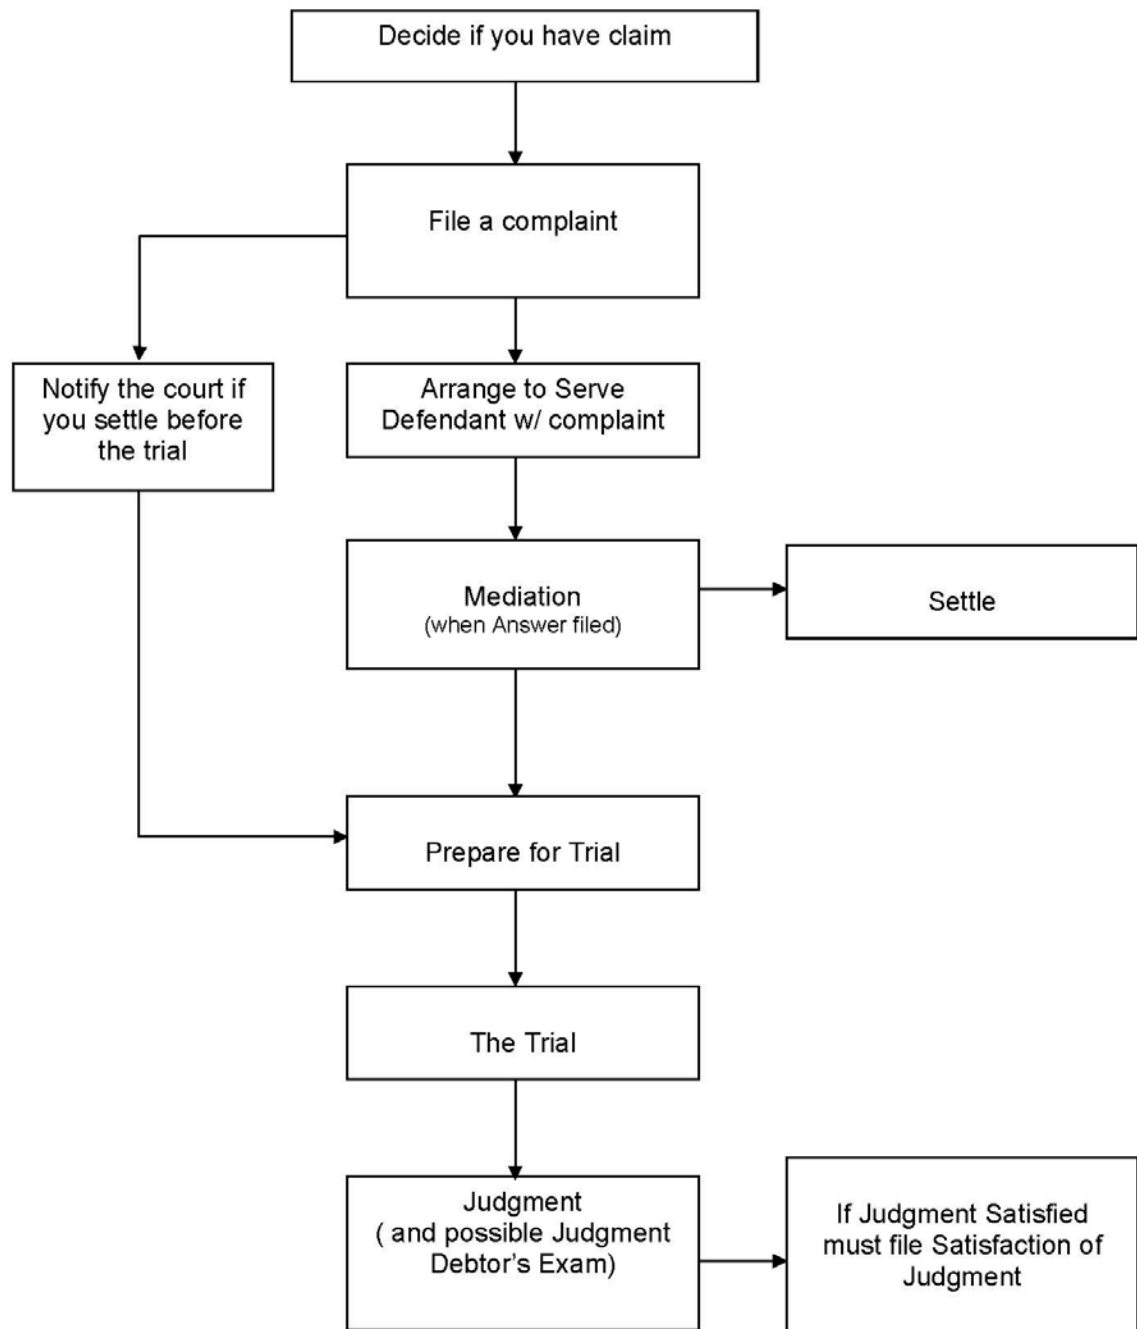 Decide if you have claim
File a complaint
Notify the court if
you settle before
the trial
Arrange to Serve
Defendant w/ complaint
Mediation
(when Answer filed)
Settle
Prepare for Trial
The Trial
Judgment
( and possible Judgment
Debtor's Exam)
If Judgment Satisfied
must file Satisfaction of
Judgment